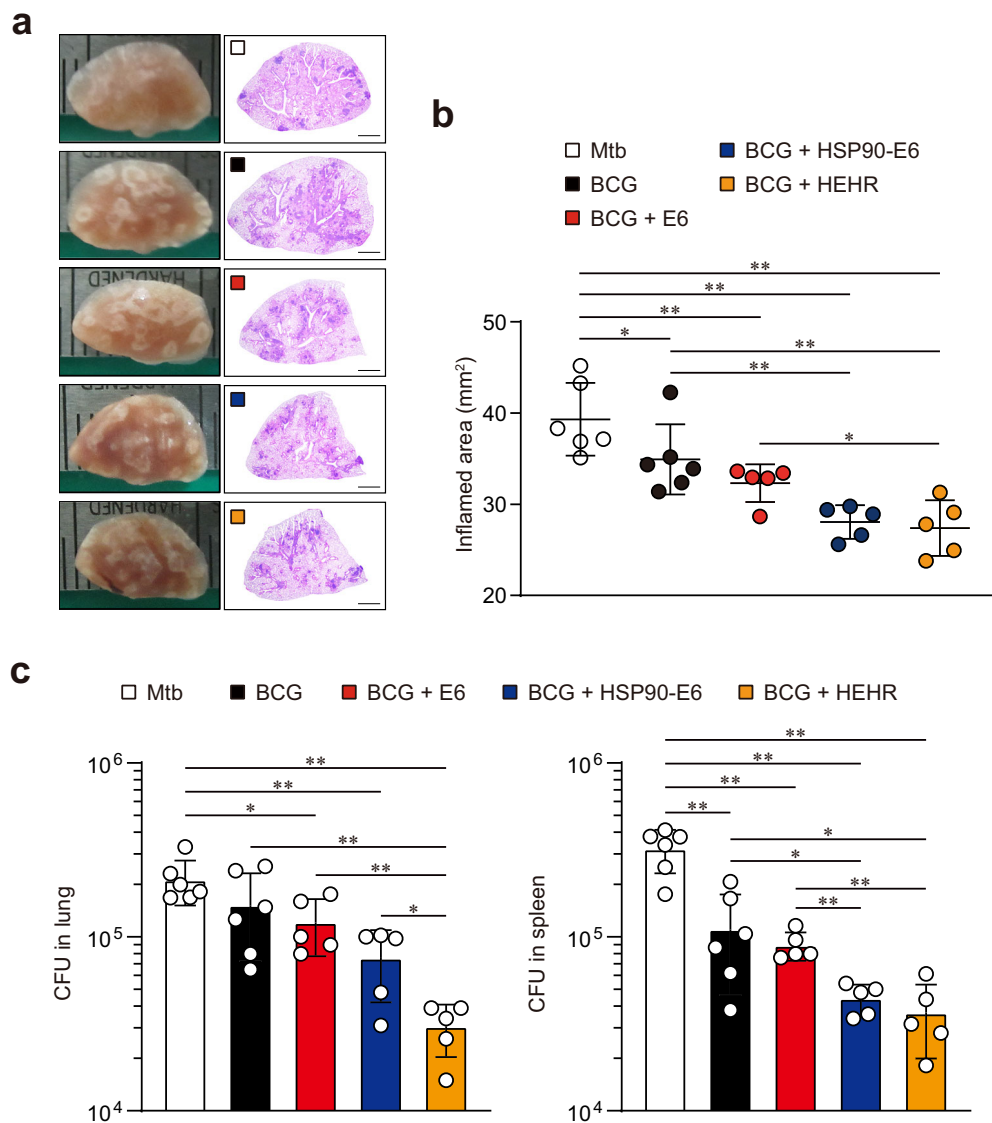 a
HARDENED
HARDENED
b
Mtb
BCG
BCG + E6
BCG + HSP90-E6
BCG + HEHR
**
**
**
*
**
**
*
50
40
30
20
Inflamed area (mm²)
c
Mtb
BCG
BCG + E6
BCG + HSP90-E6
BCG + HEHR
**
**
*
**
**
*
10⁶
10⁵
10⁴
CFU in lung
**
**
**
**
*
*
**
**
10⁶
10⁵
10⁴
CFU in spleen